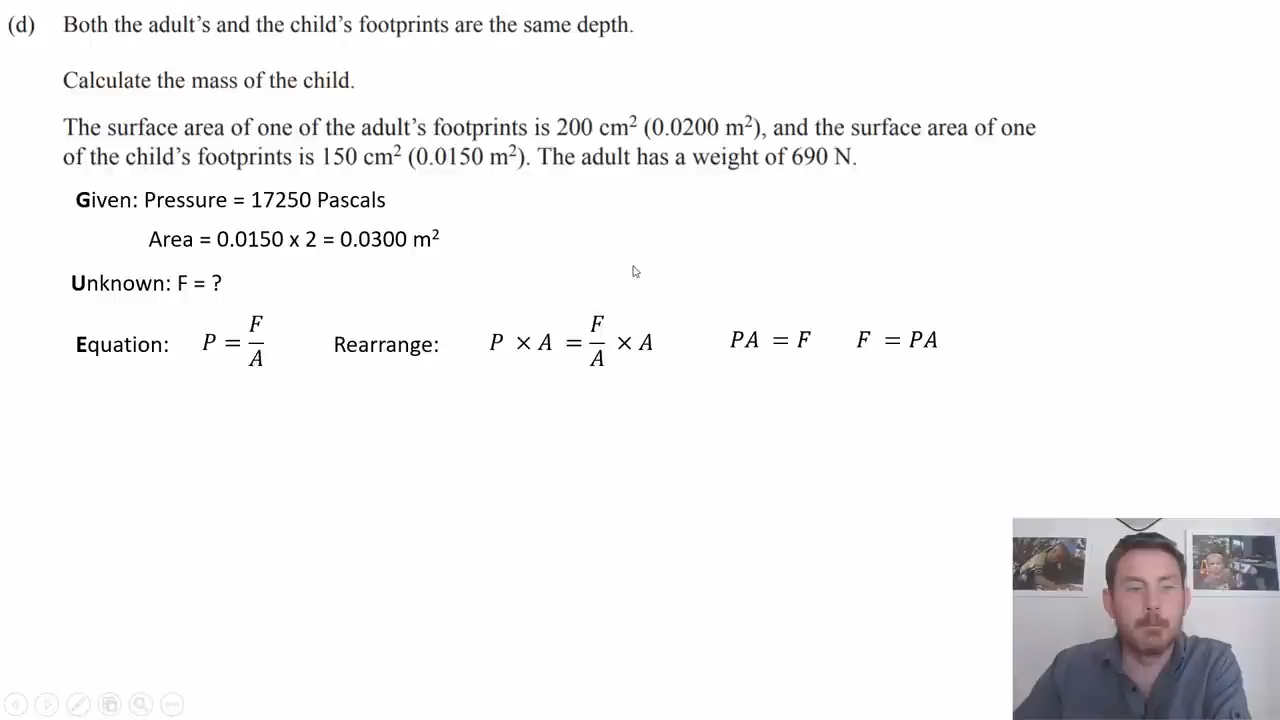 (d) Both the adult's and the child's footprints are the same depth.
Calculate the mass of the child.
The surface area of one of the adult's footprints is 200 cm² (0.0200 m²), and the surface area of one
of the child's footprints is 150 cm² (0.0150 m²). The adult has a weight of 690 N.
Given: Pressure = 17250 Pascals
Area = 0.0150 x 2 = 0.0300 m²
Unknown: F = ?
Equation: P = F/A Rearrange: P × A = F/A × A PA = F F = PA